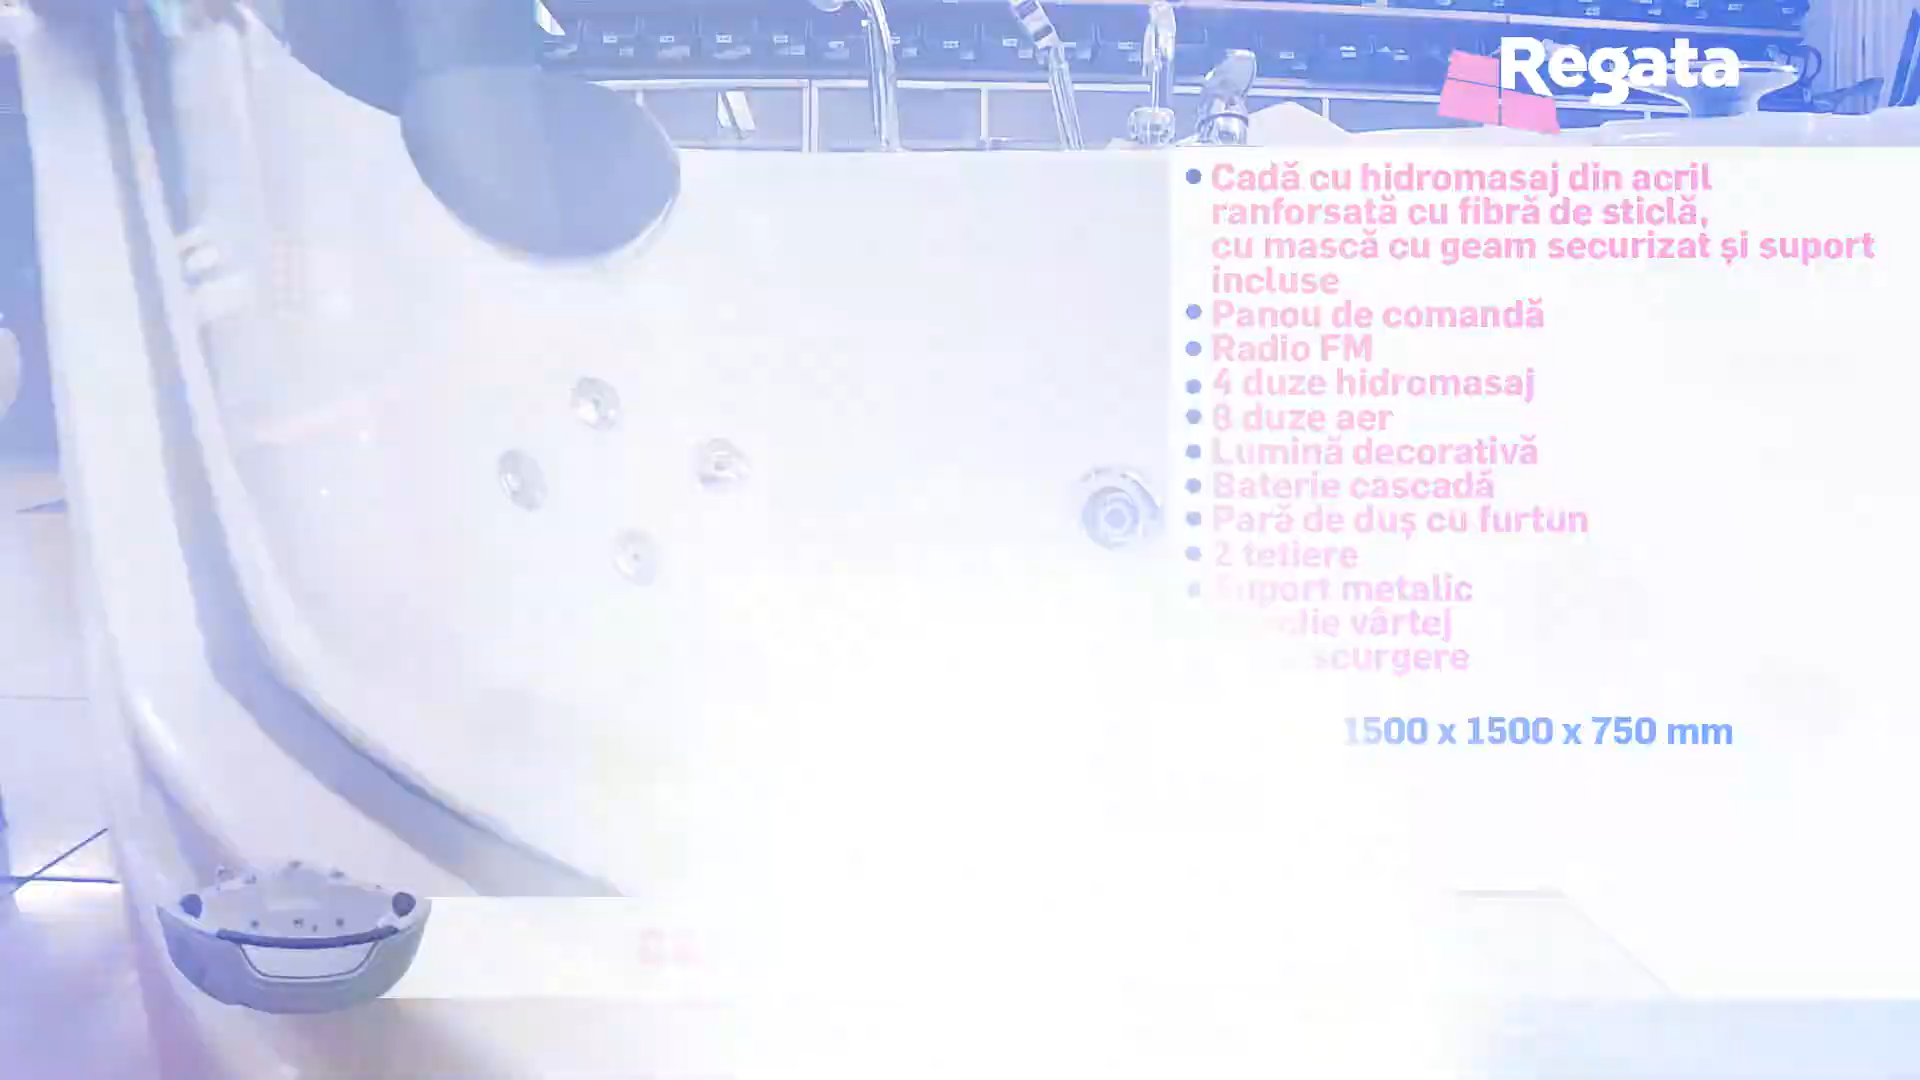 Regata
Cadă cu hidromasaj din acril
ranforsată cu fibră de sticlă,
cu mască cu geam securizat și suport
incluse
Panou de comandă
Radio FM
4 duze hidromasaj
8 duze aer
Lumină decorativă
Baterie cascadă
Pară de duș cu furtun
2 tetiere
Suport metalic
vârtej
scurgere
1500 x 1500 x 750 mm